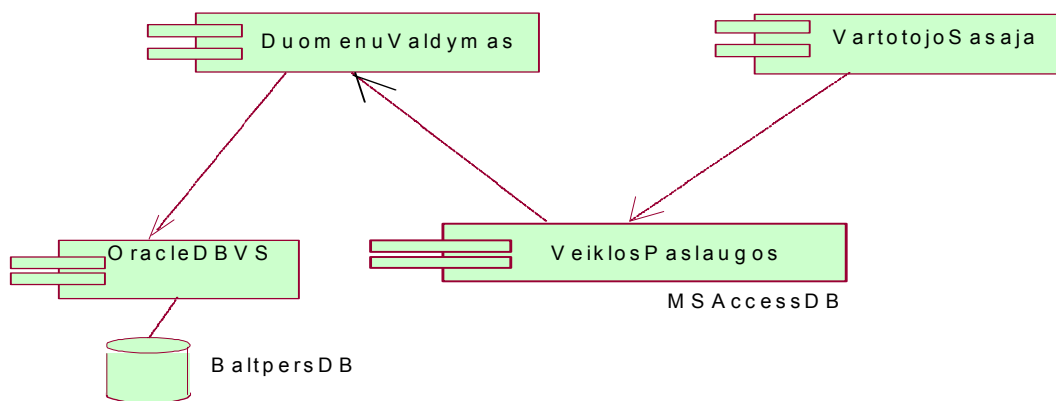 DuomenuValdymas
VartotojoSasaja
OracleDBVS
VeiklosPaslaugos
MSAccessDB
BaltpersDB